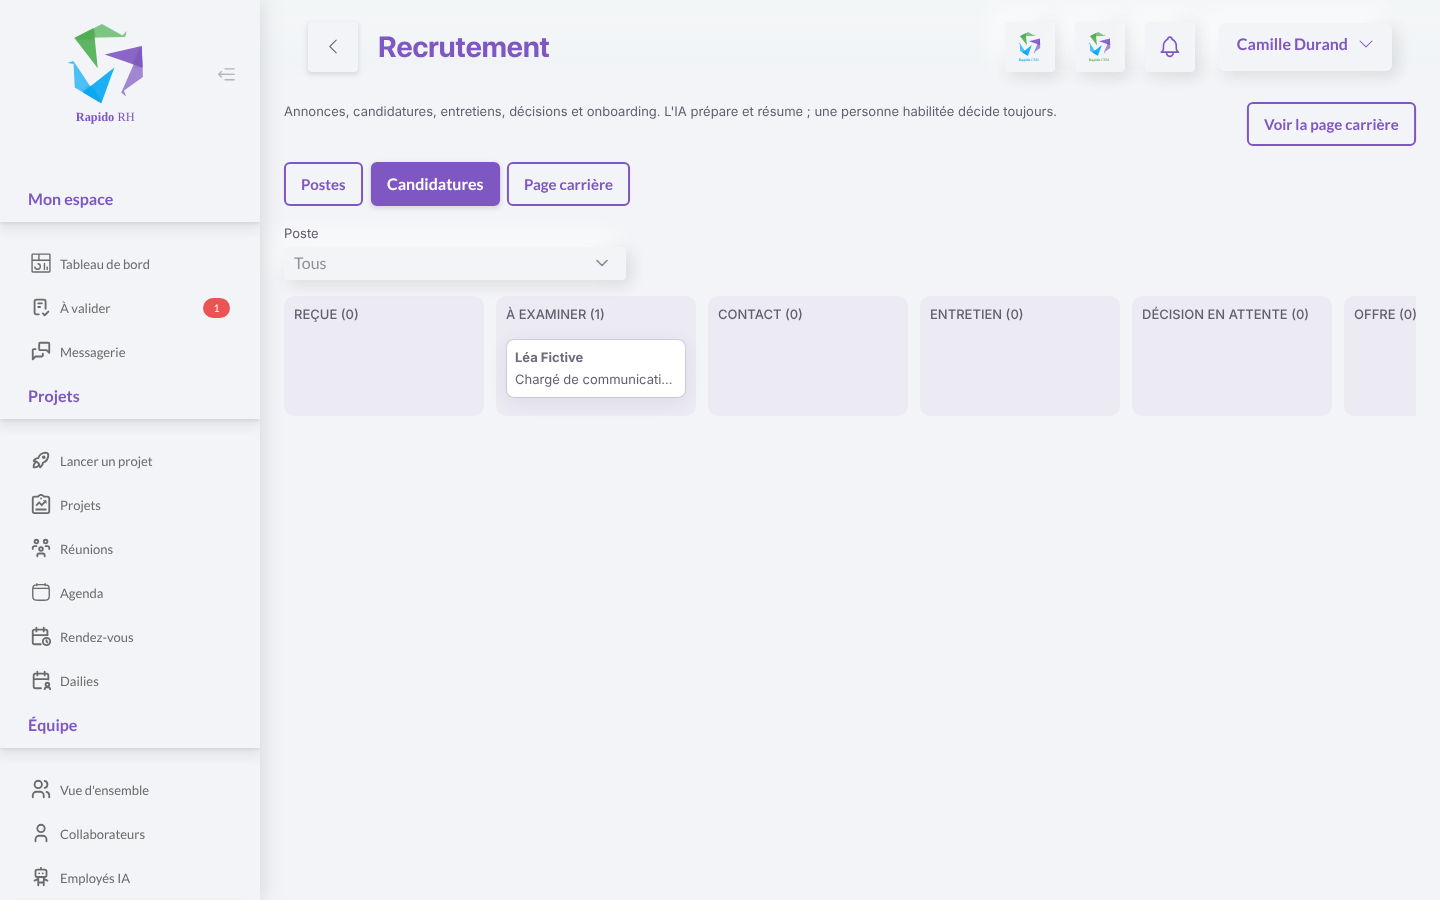 Rapido RH
Recrutement
Camille Durand
Annonces, candidatures, entretiens, décisions et onboarding. L'IA prépare et résume ; une personne habilitée décide toujours.
Voir la page carrière
Postes
Candidatures
Page carrière
Poste
Tous
REÇUE (0)
À EXAMINER (1)
CONTACT (0)
ENTRETIEN (0)
DÉCISION EN ATTENTE (0)
OFFRE (0)
Léa Fictive
Chargé de communicati...
Mon espace
Tableau de bord
À valider
1
Messagerie
Projets
Lancer un projet
Projets
Réunions
Agenda
Rendez-vous
Dailies
Équipe
Vue d'ensemble
Collaborateurs
Employés IA